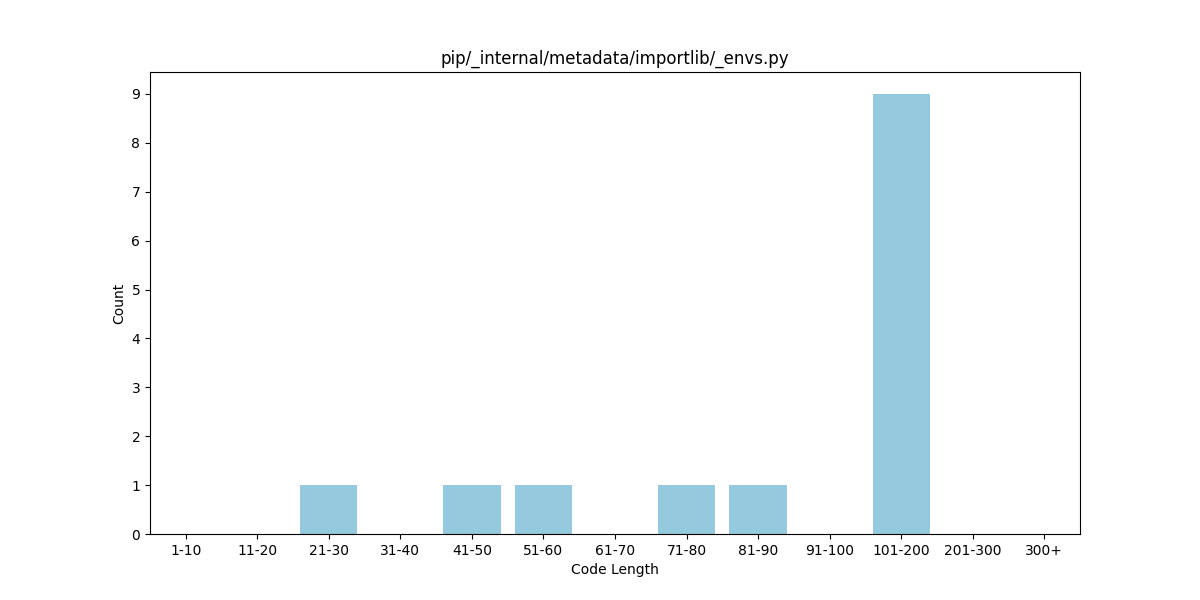 pip/_internal/metadata/importlib/_envs.py
Count
9
8
7
6
5
4
3
2
1
0
1-10 11-20 21-30 31-40 41-50 51-60 61-70 71-80 81-90 91-100 101-200 201-300 300+
Code Length